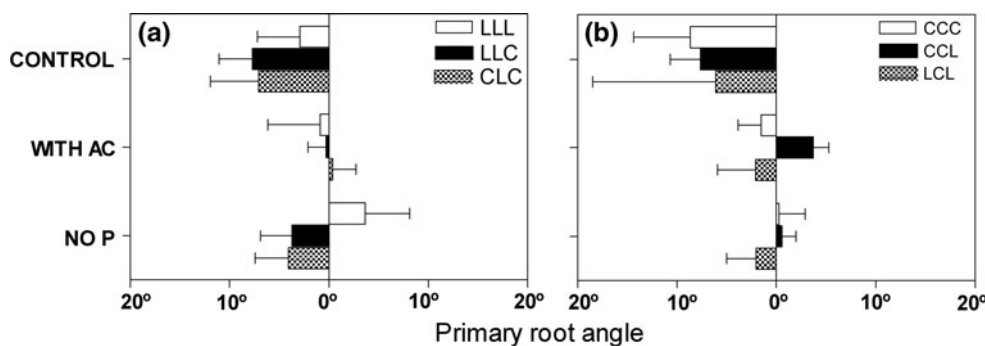 (a)
LLL
LLC
CLC
(b)
CCC
CCL
LCL
CONTROL
WITH AC
NO P
20º 10º 0º 10º 20º 10º 0º 10º 20º
Primary root angle